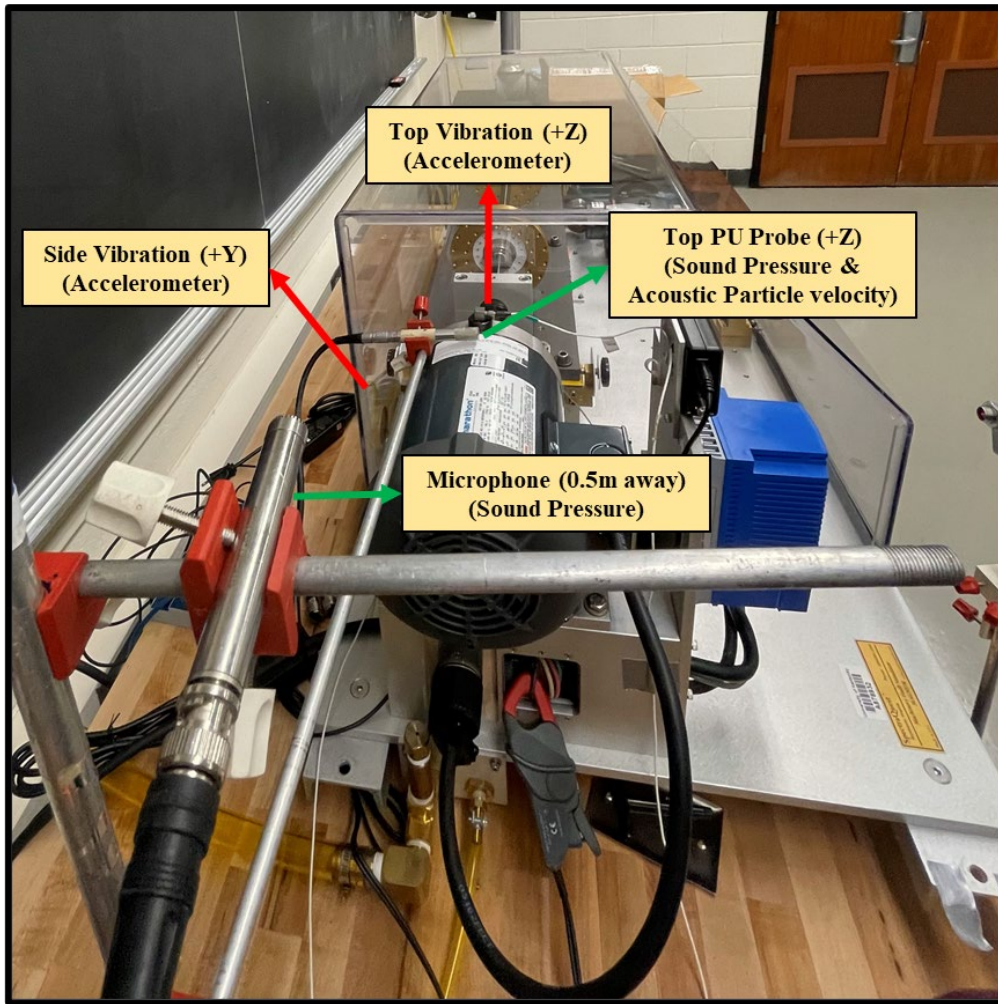 Top Vibration (+Z)
(Accelerometer)
Side Vibration (+Y)
(Accelerometer)
Top PU Probe (+Z)
(Sound Pressure &
Acoustic Particle velocity)
Microphone (0.5m away)
(Sound Pressure)